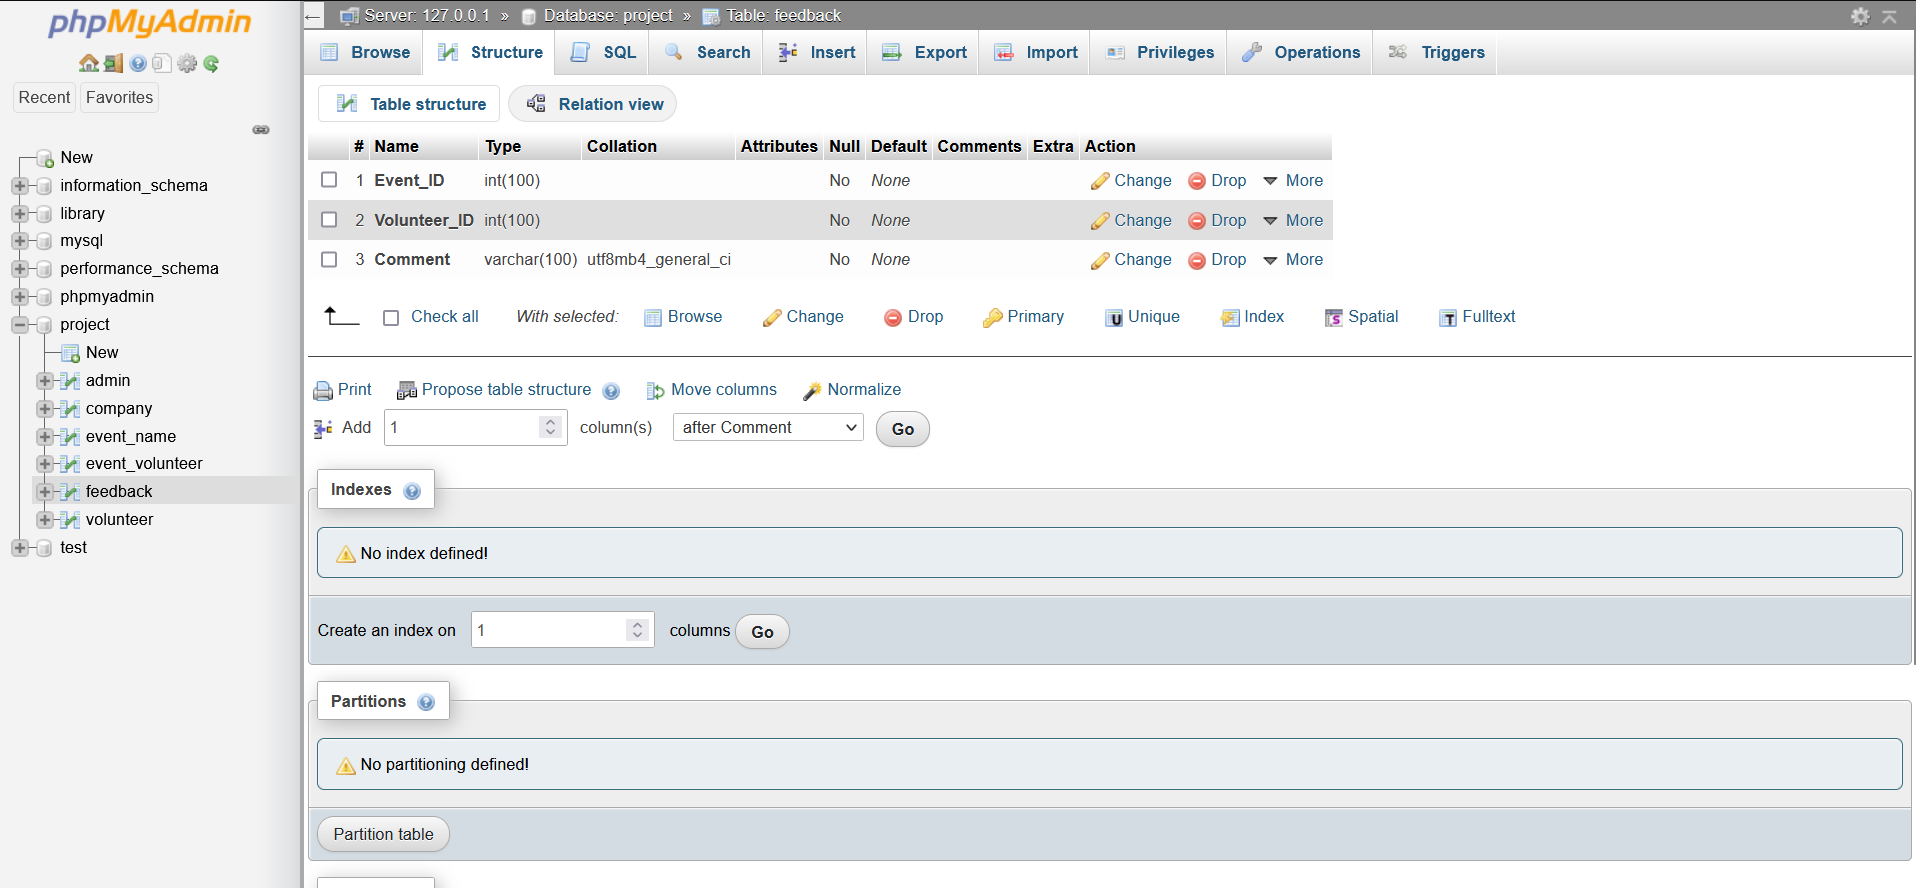 phpMyAdmin
Recent Favorites
New
information_schema
library
mysql
performance_schema
phpmyadmin
project
New
admin
company
event_name
event_volunteer
feedback
volunteer
test
Server: 127.0.0.1 » Database: project » Table: feedback
Browse Structure SQL Search Insert Export Import Privileges Operations Triggers
Table structure Relation view
# Name Type Collation Attributes Null Default Comments Extra Action
1 Event_ID int(100) No None Change Drop More
2 Volunteer_ID int(100) No None Change Drop More
3 Comment varchar(100) utf8mb4_general_ci No None Change Drop More
Check all With selected: Browse Change Drop Primary Unique Index Spatial Fulltext
Print Propose table structure Move columns Normalize
Add 1 column(s) after Comment Go
Indexes
No index defined!
Create an index on 1 columns Go
Partitions
No partitioning defined!
Partition table